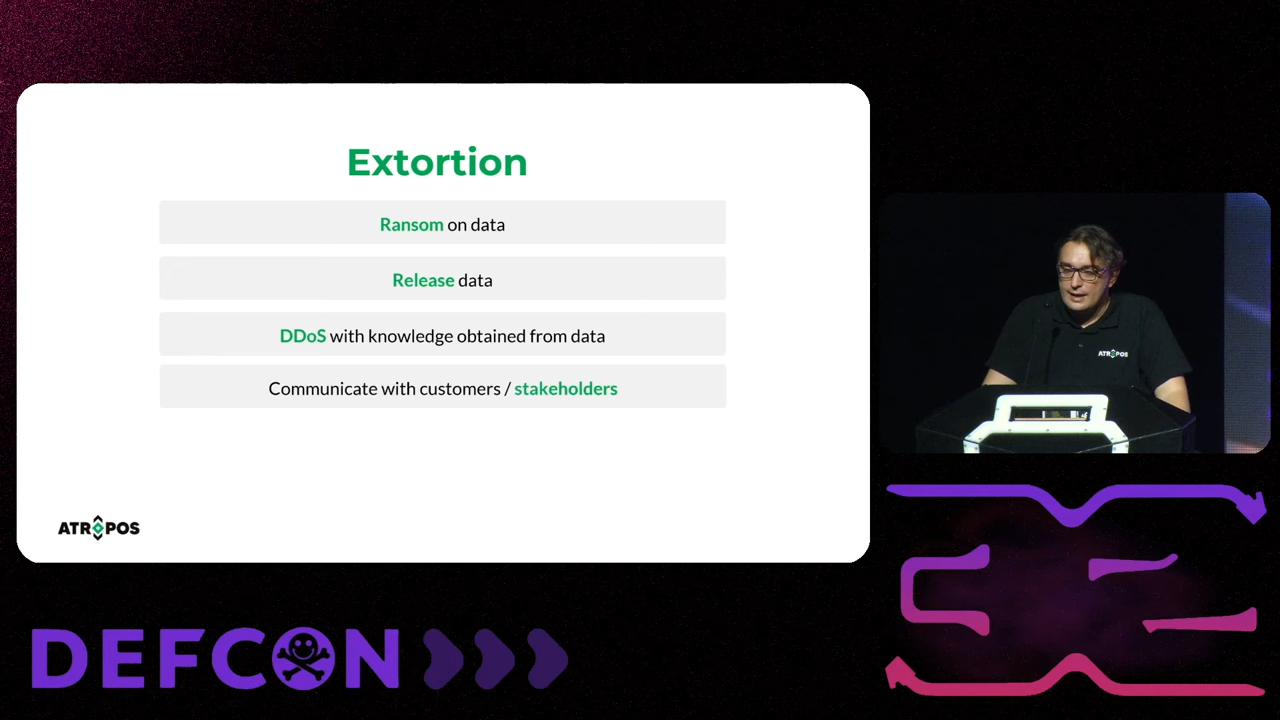 Extortion
Ransom on data
Release data
DDoS with knowledge obtained from data
Communicate with customers / stakeholders
ATROPOS
ATROPOS
DEFCON